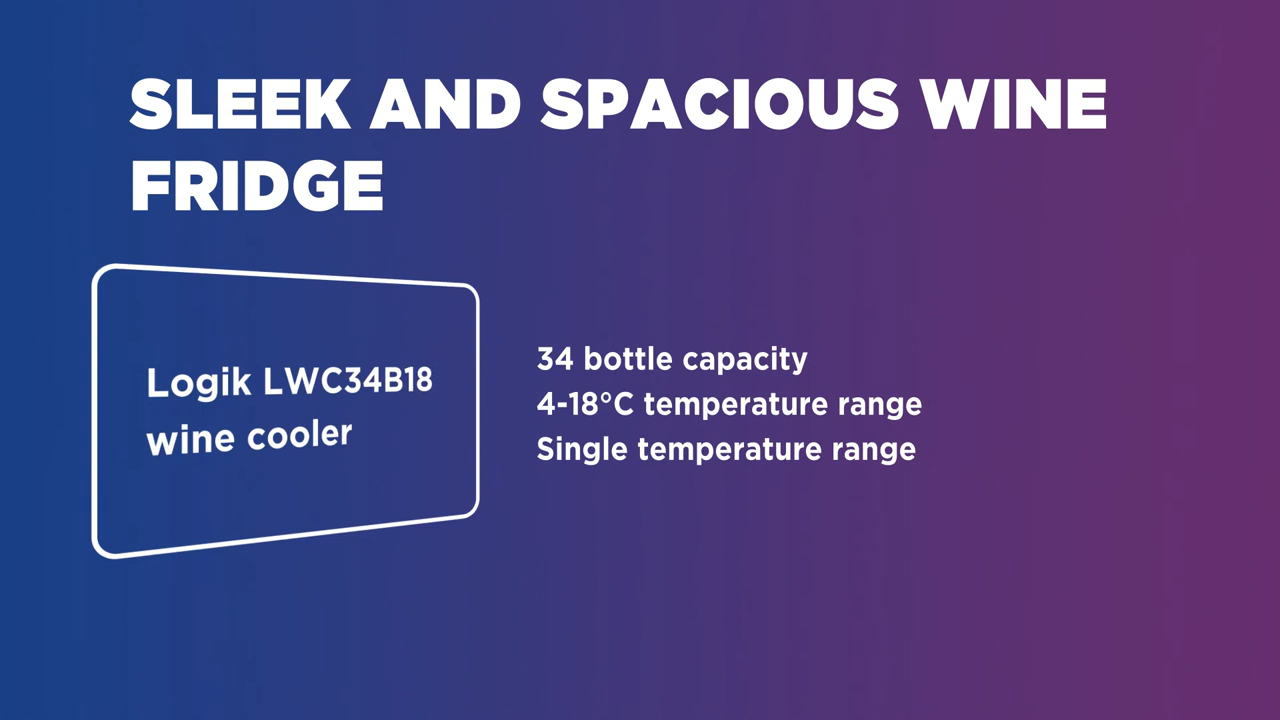 SLEEK AND SPACIOUS WINE
FRIDGE
Logik LWC34B18
wine cooler
34 bottle capacity
4-18°C temperature range
Single temperature range